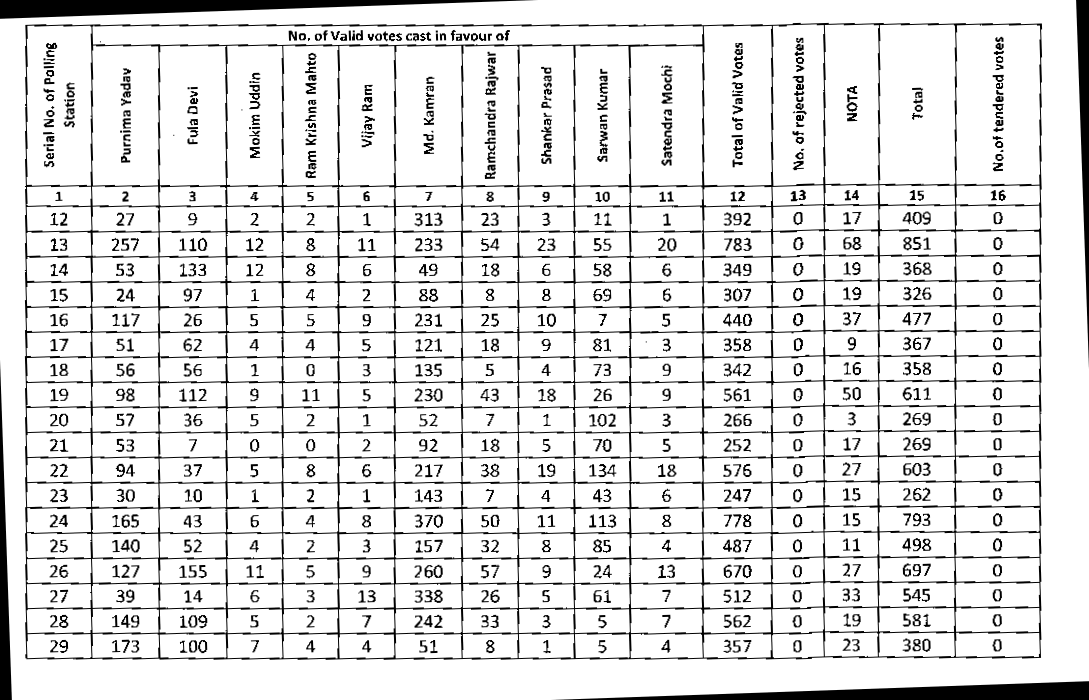 No. of Valid votes cast in favour of
Serial No. of Polling Station Purnima Yadav Fula Devi Mokim Uddin Ram Krishna Mahto Vijay Ram Md. Kamran Ramchandra Rajwar Shankar Prasad Sarwan Kumar Satendra Mochi Total of Valid Votes No. of rejected votes NOTA Total No.of tendered votes
1 2 3 4 5 6 7 8 9 10 11 12 13 14 15 16
12 27 9 2 2 1 313 23 3 11 1 392 0 17 409 0
13 257 110 12 8 11 233 54 23 55 20 783 0 68 851 0
14 53 133 12 8 6 49 18 6 58 6 349 0 19 368 0
15 24 97 1 4 2 88 8 8 69 6 307 0 19 326 0
16 117 26 5 5 9 231 25 10 7 5 440 0 37 477 0
17 51 62 4 4 5 121 18 9 81 3 358 0 9 367 0
18 56 56 1 0 3 135 5 4 73 9 342 0 16 358 0
19 98 112 9 11 5 230 43 18 26 9 561 0 50 611 0
20 57 36 5 2 1 52 7 1 102 3 266 0 3 269 0
21 53 7 0 0 2 92 18 5 70 5 252 0 17 269 0
22 94 37 5 8 6 217 38 19 134 18 576 0 27 603 0
23 30 10 1 2 1 143 7 4 43 6 247 0 15 262 0
24 165 43 6 4 8 370 50 11 113 8 778 0 15 793 0
25 140 52 4 2 3 157 32 8 85 4 487 0 11 498 0
26 127 155 11 5 9 260 57 9 24 13 670 0 27 697 0
27 39 14 6 3 13 338 26 5 61 7 512 0 33 545 0
28 149 109 5 2 7 242 33 3 5 7 562 0 19 581 0
29 173 100 7 4 4 51 8 1 5 4 357 0 23 380 0